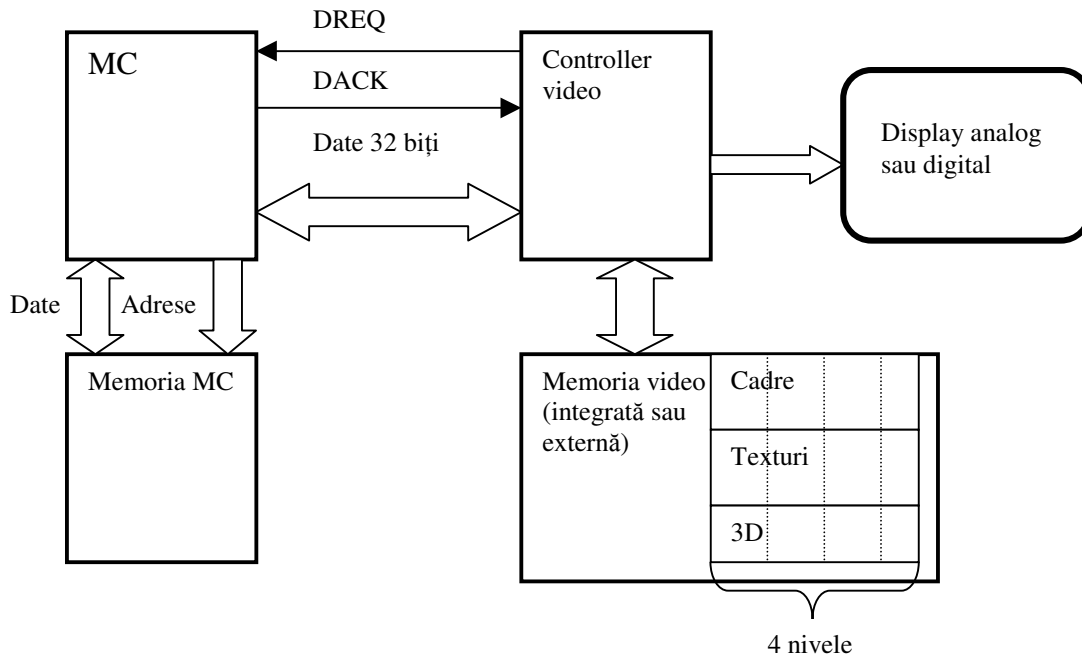 DREQ
MC
Controller
video
DACK
Display analog
sau digital
Date 32 biți
Date
Adrese
Memoria MC
Memoria video
(integrată sau
externă)
Cadre
Texturi
3D
4 nivele